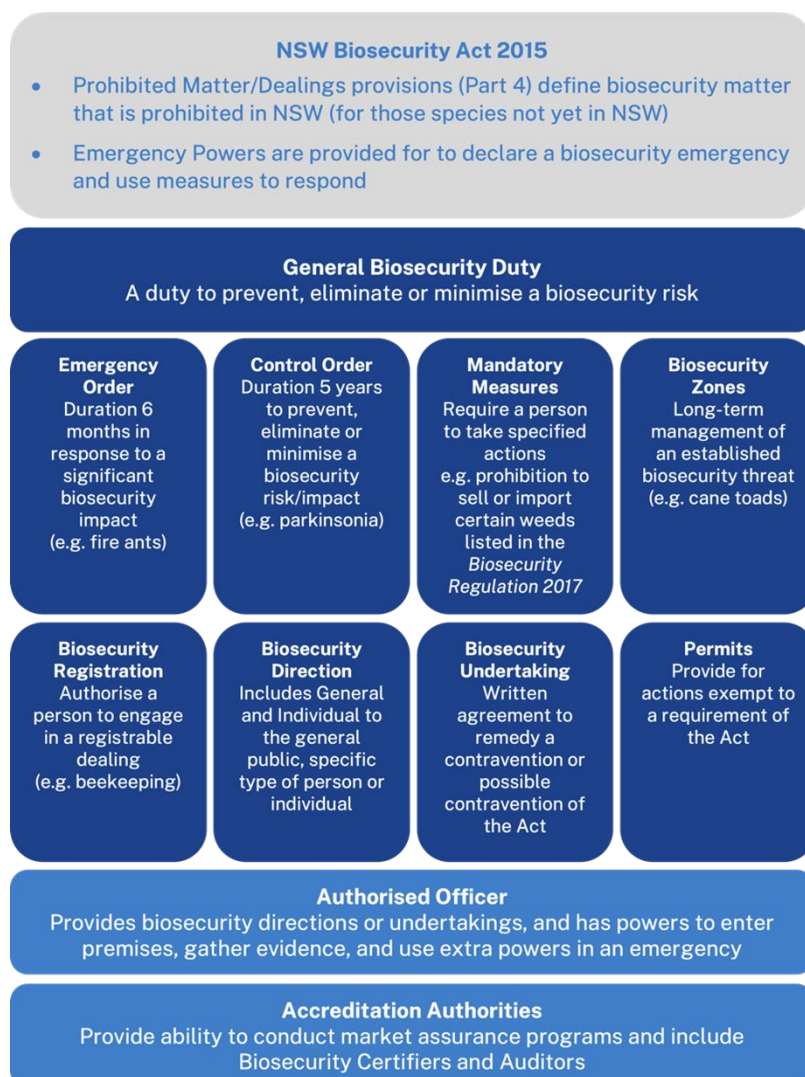 NSW Biosecurity Act 2015
• Prohibited Matter/Dealings provisions (Part 4) define biosecurity matter
that is prohibited in NSW (for those species not yet in NSW)
• Emergency Powers are provided for to declare a biosecurity emergency
and use measures to respond
General Biosecurity Duty
A duty to prevent, eliminate or minimise a biosecurity risk
Emergency
Order
Duration 6
months in
response to a
significant
biosecurity
impact
(e.g. fire ants)
Control Order
Duration 5 years
to prevent,
eliminate or
minimise a
biosecurity
risk/impact
(e.g. parkinsonia)
Mandatory
Measures
Require a person
to take specified
actions
e.g. prohibition to
sell or import
certain weeds
listed in the
Biosecurity
Regulation 2017
Biosecurity
Zones
Long-term
management of
an established
biosecurity threat
(e.g. cane toads)
Biosecurity
Registration
Authorise a
person to engage
in a registrable
dealing
(e.g. beekeeping)
Biosecurity
Direction
Includes General
and Individual to
the general
public, specific
type of person or
individual
Biosecurity
Undertaking
Written
agreement to
remedy a
contravention or
possible
contravention of
the Act
Permits
Provide for
actions exempt to
a requirement of
the Act
Authorised Officer
Provides biosecurity directions or undertakings, and has powers to enter
premises, gather evidence, and use extra powers in an emergency
Accreditation Authorities
Provide ability to conduct market assurance programs and include
Biosecurity Certifiers and Auditors